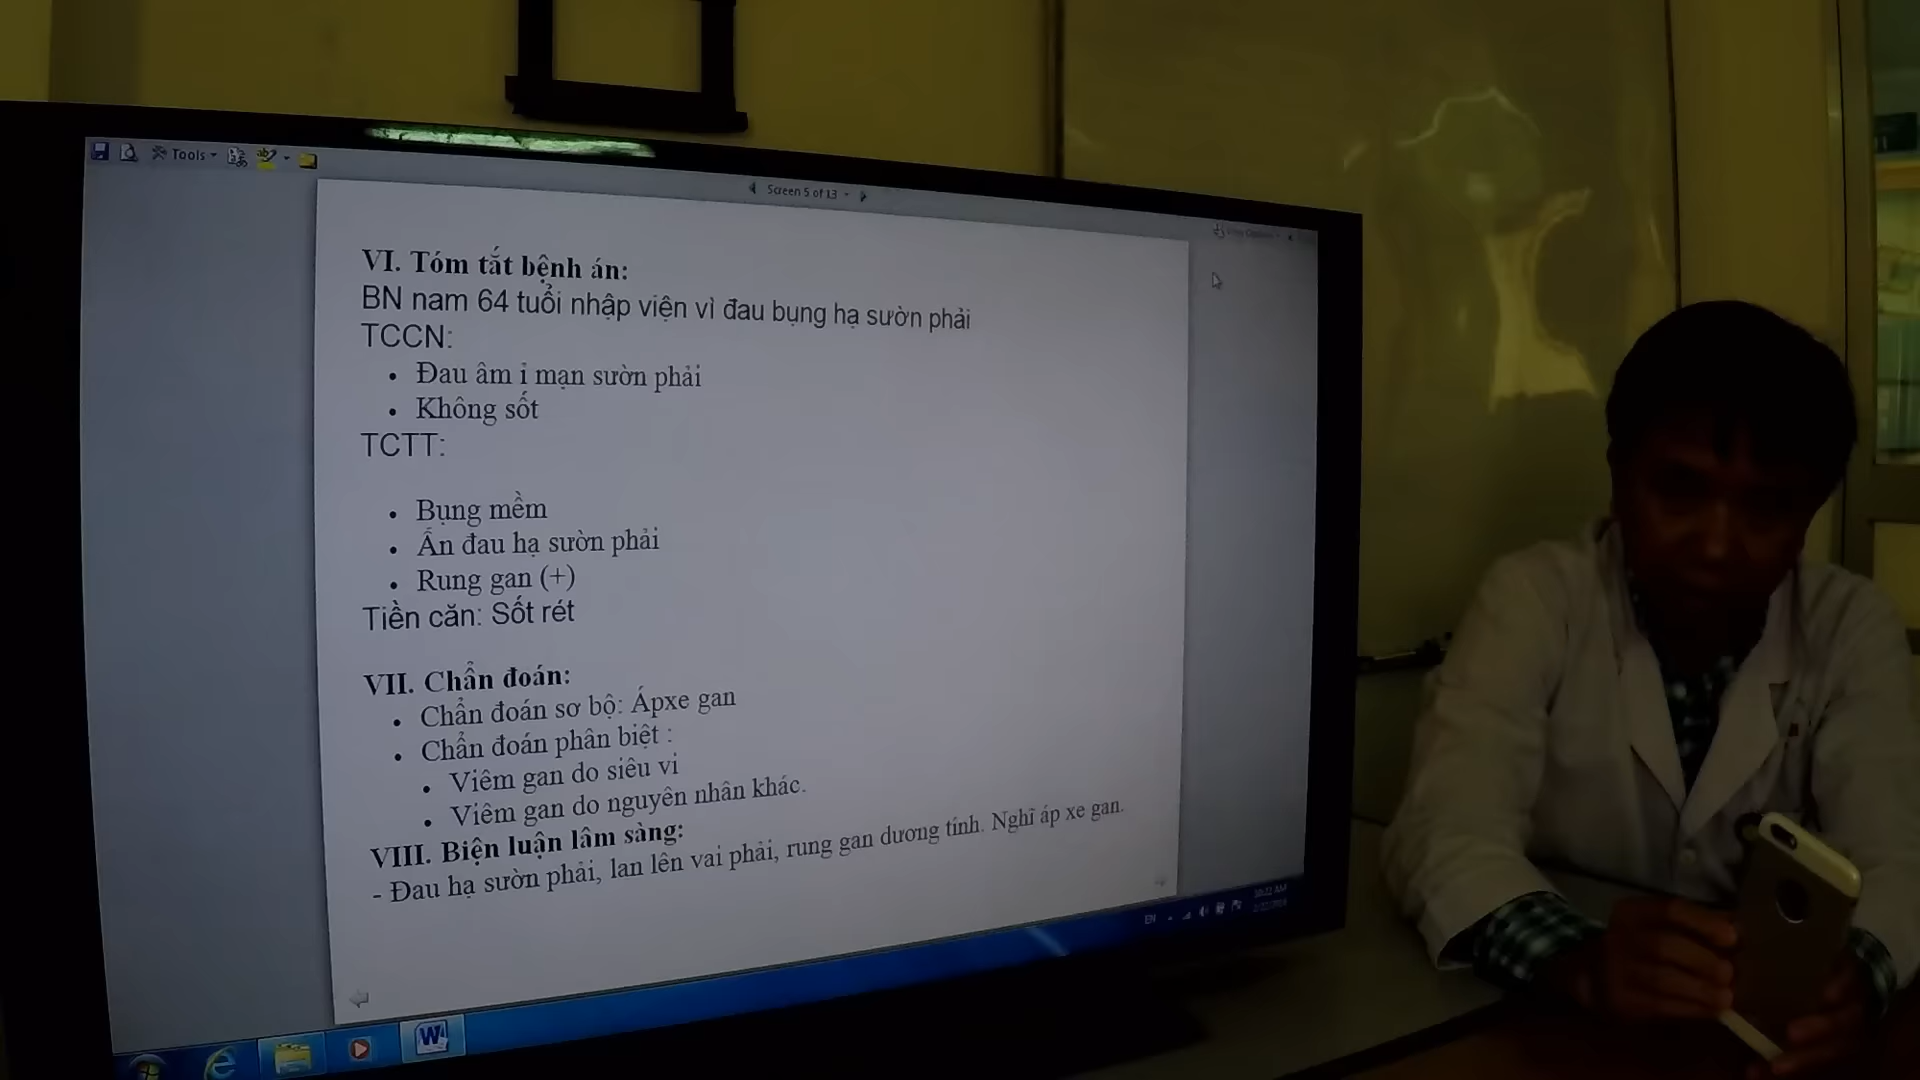 Tools
Screen 5 of 13
VI. Tóm tắt bệnh án:
BN nam 64 tuổi nhập viện vì đau bụng hạ sườn phải
TCCN:
• Đau âm ỉ mạn sườn phải
• Không sốt
TCTT:
• Bụng mềm
• Ấn đau hạ sườn phải
• Rung gan (+)
Tiền căn: Sốt rét
VII. Chẩn đoán:
• Chẩn đoán sơ bộ: Ápxe gan
• Chẩn đoán phân biệt :
• Viêm gan do siêu vi
• Viêm gan do nguyên nhân khác.
VIII. Biện luận lâm sàng:
- Đau hạ sườn phải, lan lên vai phải, rung gan dương tính. Nghĩ áp xe gan.
EN